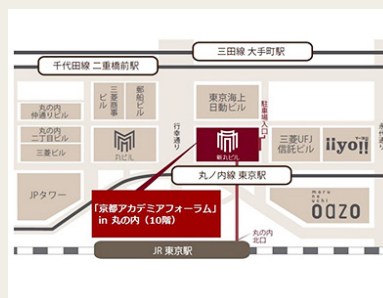 三田線 大手町駅
千代田線 二重橋前駅
丸の内
仲通りビル
三菱商事
ビル
郵船ビル
行幸通り
東京海上
日動ビル
駐車場入口
丸の内
二丁目ビル
三菱ビル
丸ビル
新丸ビル
三菱UFJ
信託ビル
iiyo!!
永代通り
丸ノ内線 東京駅
JPタワー
「京都アカデミアフォーラム」
in 丸の内（10階）
marunouchi
oazo
丸の内
北口
JR 東京駅